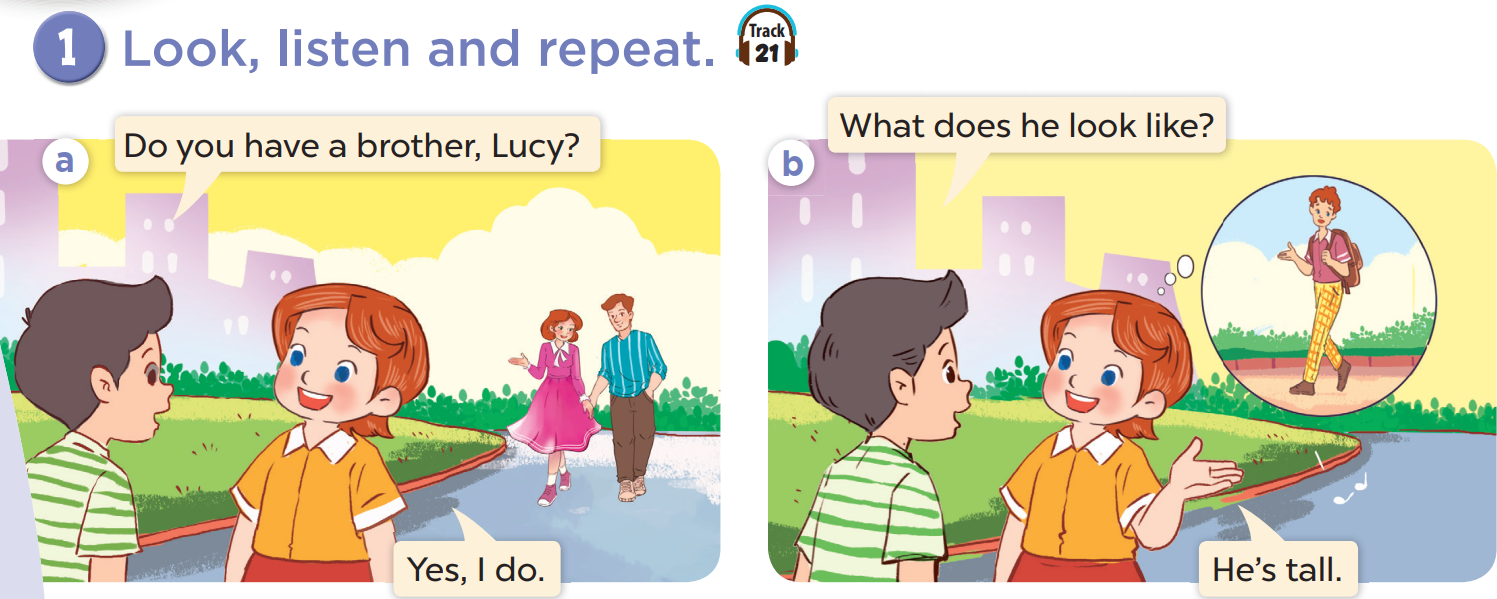 1 Look, listen and repeat. Track 21
a
Do you have a brother, Lucy?
Yes, I do.
b
What does he look like?
He's tall.